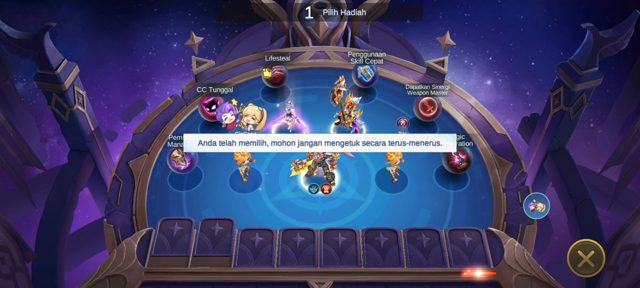 1 Pilih Hadiah
Lifesteal
Penggunaan
Skill Cepat
CC Tunggal
Dapatkan Sinergi
Weapon Master
Anda telah memilih, mohon jangan mengetuk secara terus-menerus.